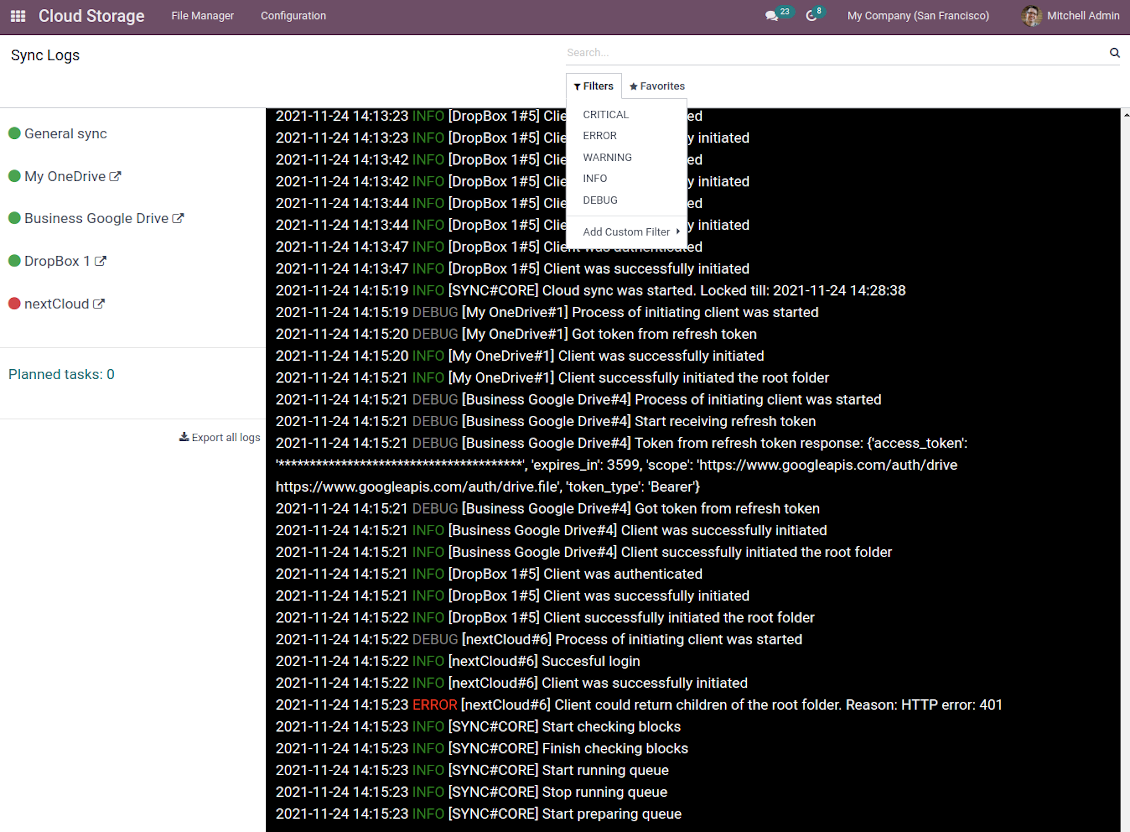 Cloud Storage File Manager Configuration 23 8 My Company (San Francisco) Mitchell Admin
Sync Logs
Search...
Filters Favorites
CRITICAL
ERROR
WARNING
INFO
DEBUG
Add Custom Filter
General sync
My OneDrive
Business Google Drive
DropBox 1
nextCloud
Planned tasks: 0
Export all logs
2021-11-24 14:13:23 INFO [DropBox 1#5] Clie ed
2021-11-24 14:13:23 INFO [DropBox 1#5] Clie y initiated
2021-11-24 14:13:42 INFO [DropBox 1#5] Clie ed
2021-11-24 14:13:42 INFO [DropBox 1#5] Clie y initiated
2021-11-24 14:13:44 INFO [DropBox 1#5] Clie ed
2021-11-24 14:13:44 INFO [DropBox 1#5] Clie y initiated
2021-11-24 14:13:47 INFO [DropBox 1#5] Client was authenticated
2021-11-24 14:13:47 INFO [DropBox 1#5] Client was successfully initiated
2021-11-24 14:15:19 INFO [SYNC#CORE] Cloud sync was started. Locked till: 2021-11-24 14:28:38
2021-11-24 14:15:19 DEBUG [My OneDrive#1] Process of initiating client was started
2021-11-24 14:15:20 DEBUG [My OneDrive#1] Got token from refresh token
2021-11-24 14:15:20 INFO [My OneDrive#1] Client was successfully initiated
2021-11-24 14:15:21 INFO [My OneDrive#1] Client successfully initiated the root folder
2021-11-24 14:15:21 DEBUG [Business Google Drive#4] Process of initiating client was started
2021-11-24 14:15:21 DEBUG [Business Google Drive#4] Start receiving refresh token
2021-11-24 14:15:21 DEBUG [Business Google Drive#4] Token from refresh token response: {'access_token':
'***************************************', 'expires_in': 3599, 'scope': 'https://www.googleapis.com/auth/drive
https://www.googleapis.com/auth/drive.file', 'token_type': 'Bearer'}
2021-11-24 14:15:21 DEBUG [Business Google Drive#4] Got token from refresh token
2021-11-24 14:15:21 INFO [Business Google Drive#4] Client was successfully initiated
2021-11-24 14:15:21 INFO [Business Google Drive#4] Client successfully initiated the root folder
2021-11-24 14:15:21 INFO [DropBox 1#5] Client was authenticated
2021-11-24 14:15:21 INFO [DropBox 1#5] Client was successfully initiated
2021-11-24 14:15:22 INFO [DropBox 1#5] Client successfully initiated the root folder
2021-11-24 14:15:22 DEBUG [nextCloud#6] Process of initiating client was started
2021-11-24 14:15:22 INFO [nextCloud#6] Succesful login
2021-11-24 14:15:22 INFO [nextCloud#6] Client was successfully initiated
2021-11-24 14:15:23 ERROR [nextCloud#6] Client could return children of the root folder. Reason: HTTP error: 401
2021-11-24 14:15:23 INFO [SYNC#CORE] Start checking blocks
2021-11-24 14:15:23 INFO [SYNC#CORE] Finish checking blocks
2021-11-24 14:15:23 INFO [SYNC#CORE] Start running queue
2021-11-24 14:15:23 INFO [SYNC#CORE] Stop running queue
2021-11-24 14:15:23 INFO [SYNC#CORE] Start preparing queue